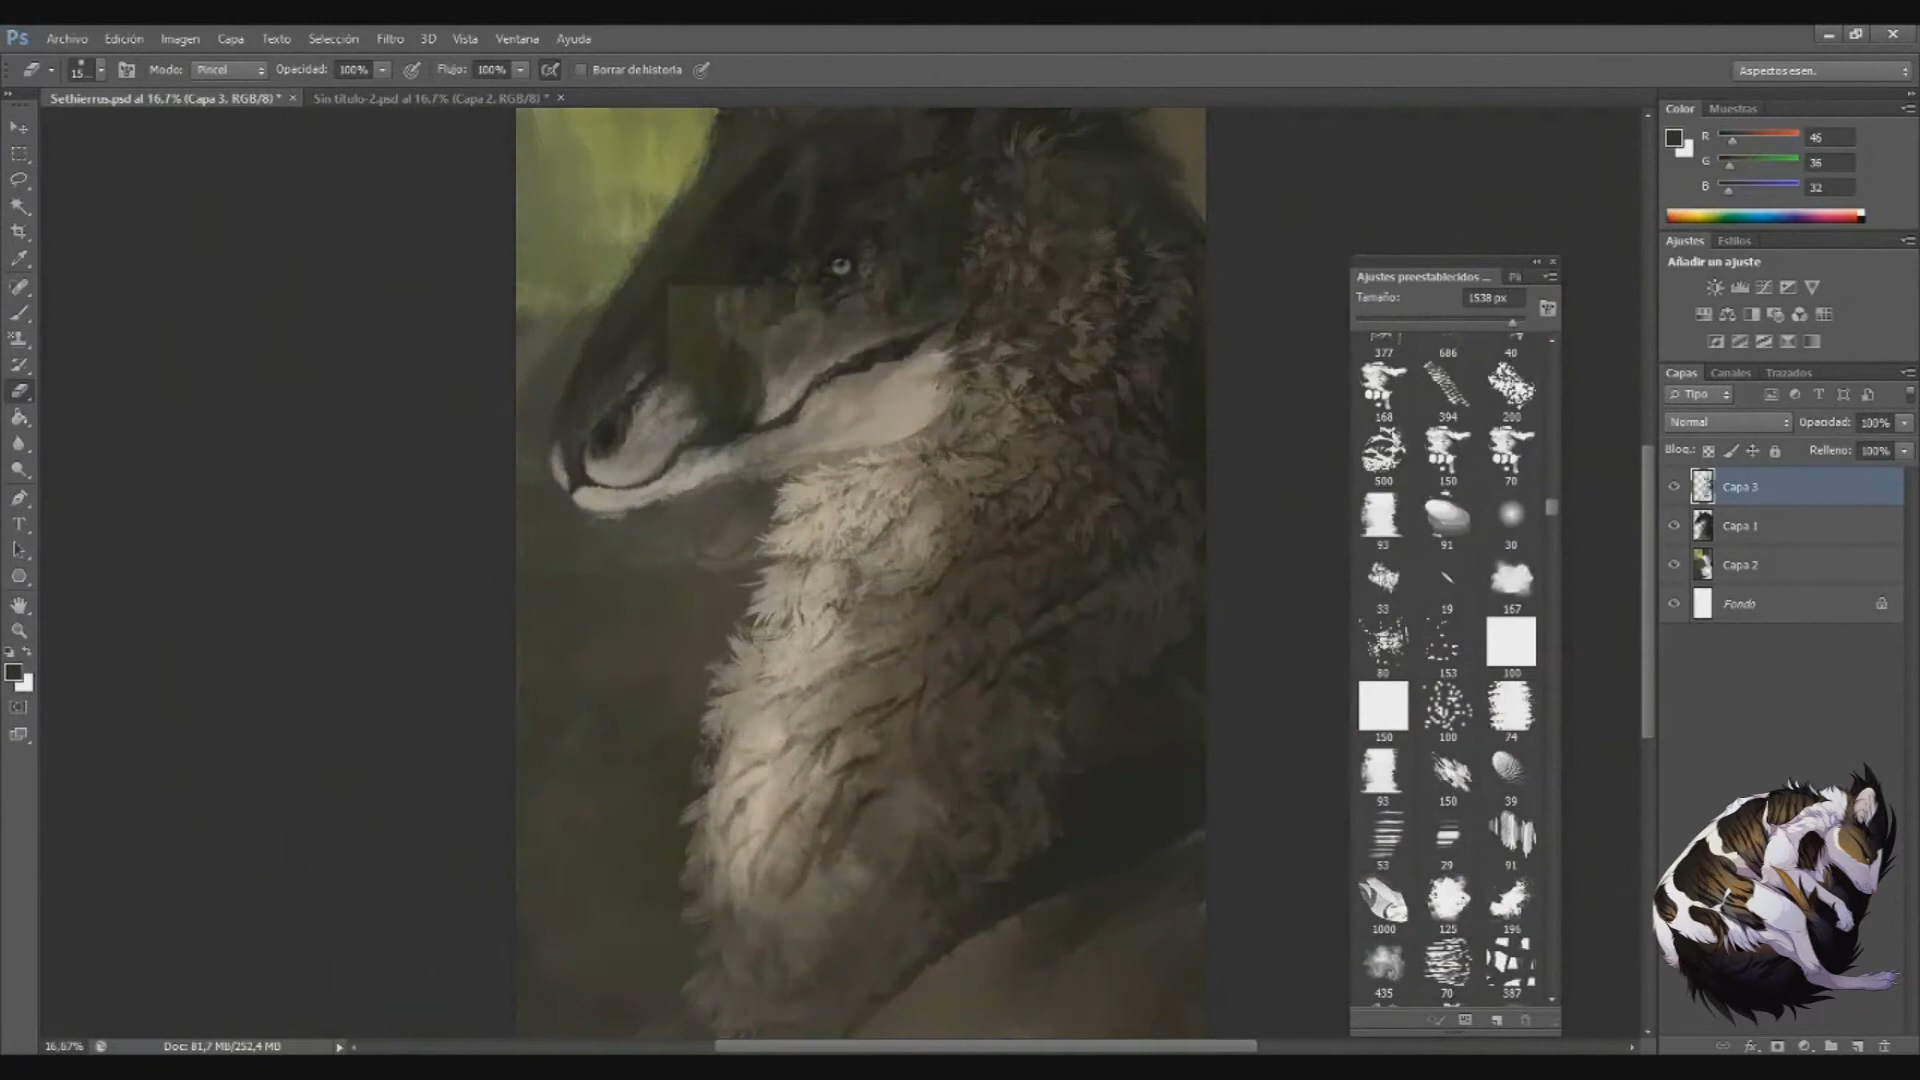 Ps Archivo Edición Imagen Capa Texto Selección Filtro 3D Vista Ventana Ayuda
15... Modo: Pincel Opacidad: 100% Flujo: 100% Borrar de historia Aspectos esen.
Sethierrus.psd al 16,7% (Capa 3, RGB/8) * × Sin título-2.psd al 16,7% (Capa 2, RGB/8) * ×
Color Muestras
R 46
G 36
B 32
Ajustes Estilos
Añadir un ajuste
Ajustes preestablecidos ...
Tamaño: 1538 px
377 686 40
168 394 200
500 150 70
93 91 30
33 19 167
80 153 100
150 100 74
93 150 39
53 29 91
1000 125 196
435 70 387
Capas Canales Trazados
Tipo
Normal Opacidad: 100%
Bloq.: Relleno: 100%
Capa 3
Capa 1
Capa 2
Fondo
16,67% Doc: 81,7 MB/252,4 MB